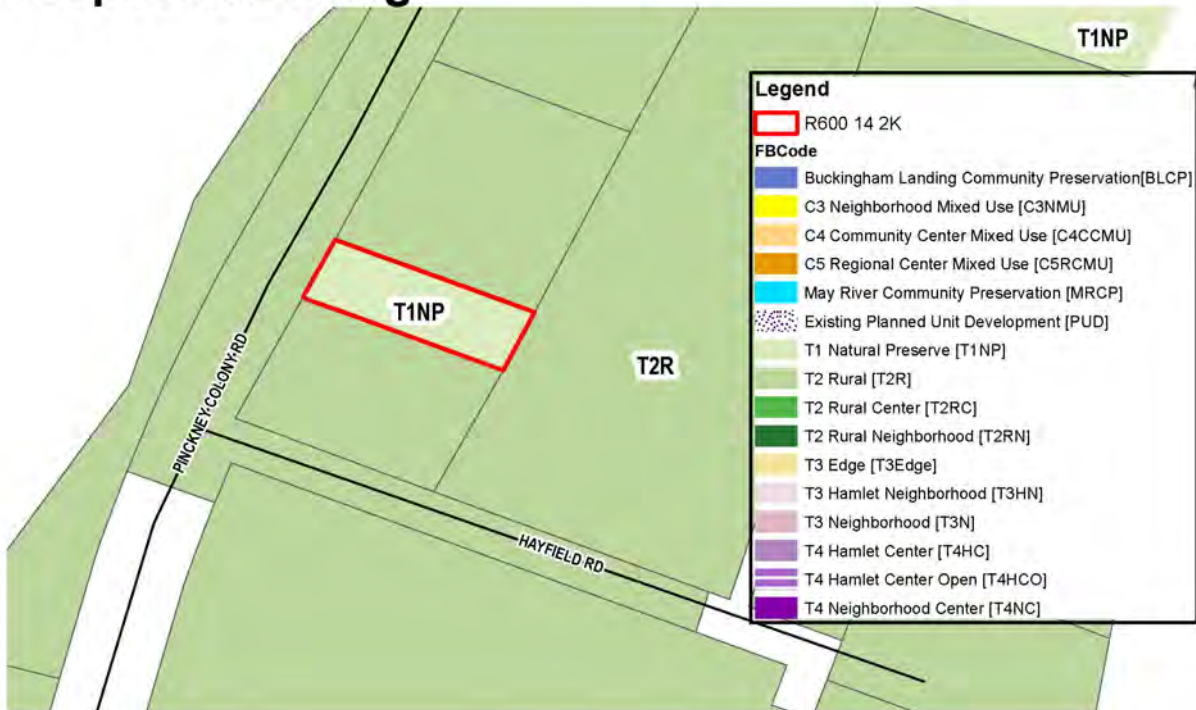 T1NP
Legend
R600 14 2K
FBCode
Buckingham Landing Community Preservation[BLCP]
C3 Neighborhood Mixed Use [C3NMU]
C4 Community Center Mixed Use [C4CCMU]
C5 Regional Center Mixed Use [C5RCMU]
May River Community Preservation [MRCP]
Existing Planned Unit Development [PUD]
T1 Natural Preserve [T1NP]
T2 Rural [T2R]
T2 Rural Center [T2RC]
T2 Rural Neighborhood [T2RN]
T3 Edge [T3Edge]
T3 Hamlet Neighborhood [T3HN]
T3 Neighborhood [T3N]
T4 Hamlet Center [T4HC]
T4 Hamlet Center Open [T4HCO]
T4 Neighborhood Center [T4NC]
T1NP
T2R
PINCKNEY COLONY RD
HAYFIELD RD